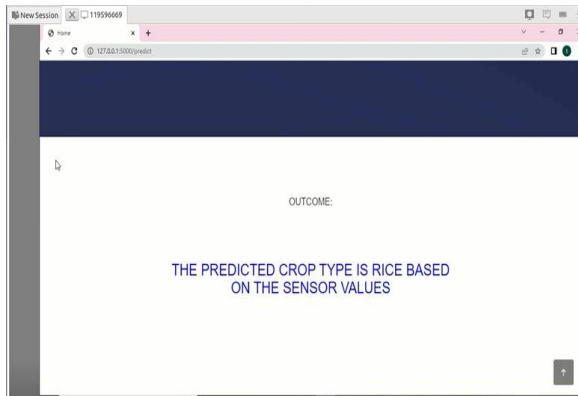 New Session
119596669
Home
127.0.0.1:5000/predict
OUTCOME:
THE PREDICTED CROP TYPE IS RICE BASED
ON THE SENSOR VALUES